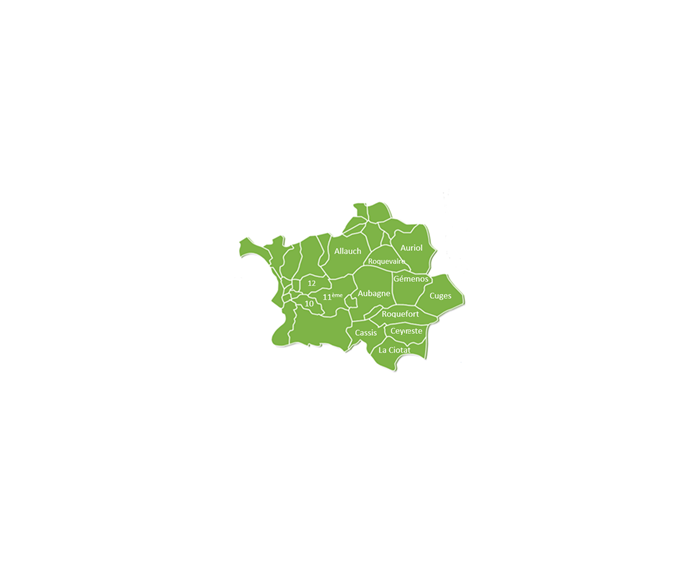 Allauch
Auriol
Roquevaire
Gémenos
12
11ème
Aubagne
Cuges
10
Roquefort
Cassis
Ceyreste
La Ciotat